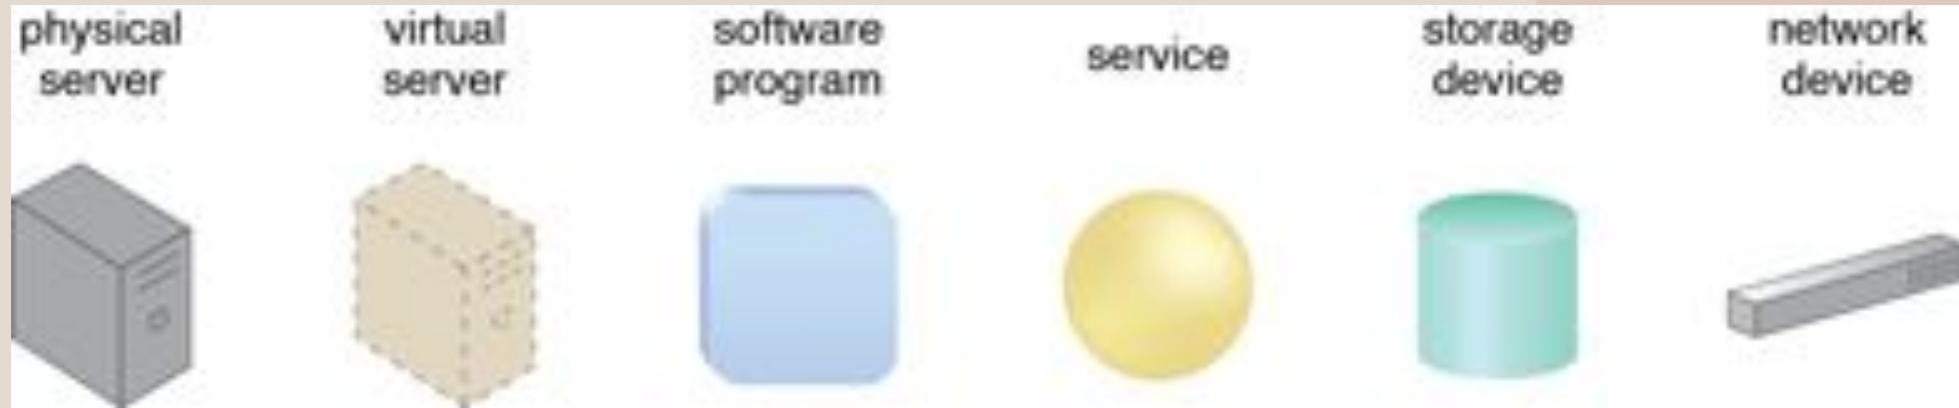 physical
server
virtual
server
software
program
service
storage
device
network
device